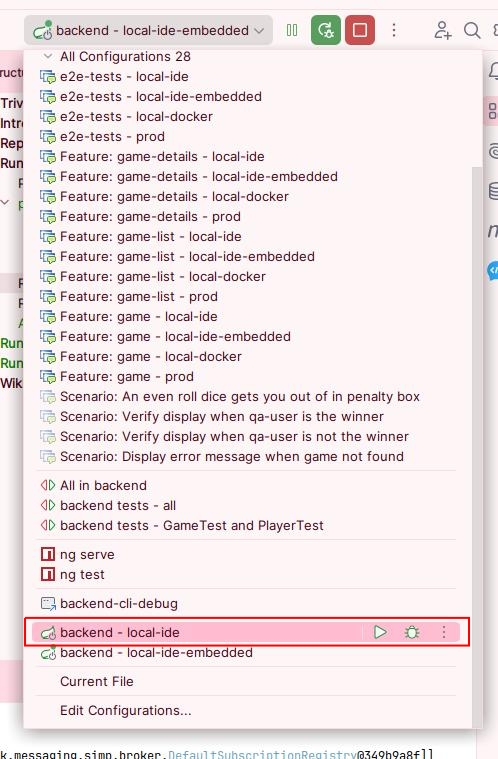 backend - local-ide-embedded
All Configurations 28
e2e-tests - local-ide
e2e-tests - local-ide-embedded
e2e-tests - local-docker
e2e-tests - prod
Feature: game-details - local-ide
Feature: game-details - local-ide-embedded
Feature: game-details - local-docker
Feature: game-details - prod
Feature: game-list - local-ide
Feature: game-list - local-ide-embedded
Feature: game-list - local-docker
Feature: game-list - prod
Feature: game - local-ide
Feature: game - local-ide-embedded
Feature: game - local-docker
Feature: game - prod
Scenario: An even roll dice gets you out of in penalty box
Scenario: Verify display when qa-user is the winner
Scenario: Verify display when qa-user is not the winner
Scenario: Display error message when game not found
All in backend
backend tests - all
backend tests - GameTest and PlayerTest
ng serve
ng test
backend-cli-debug
backend - local-ide
backend - local-ide-embedded
Current File
Edit Configurations...
ructu
Triv
Intro
Rep
Run
R
p
R
R
A
Run
Run
Wik
m
k.messaging.simp.broker.DefaultSubscriptionRegistry@349b9a8f]]